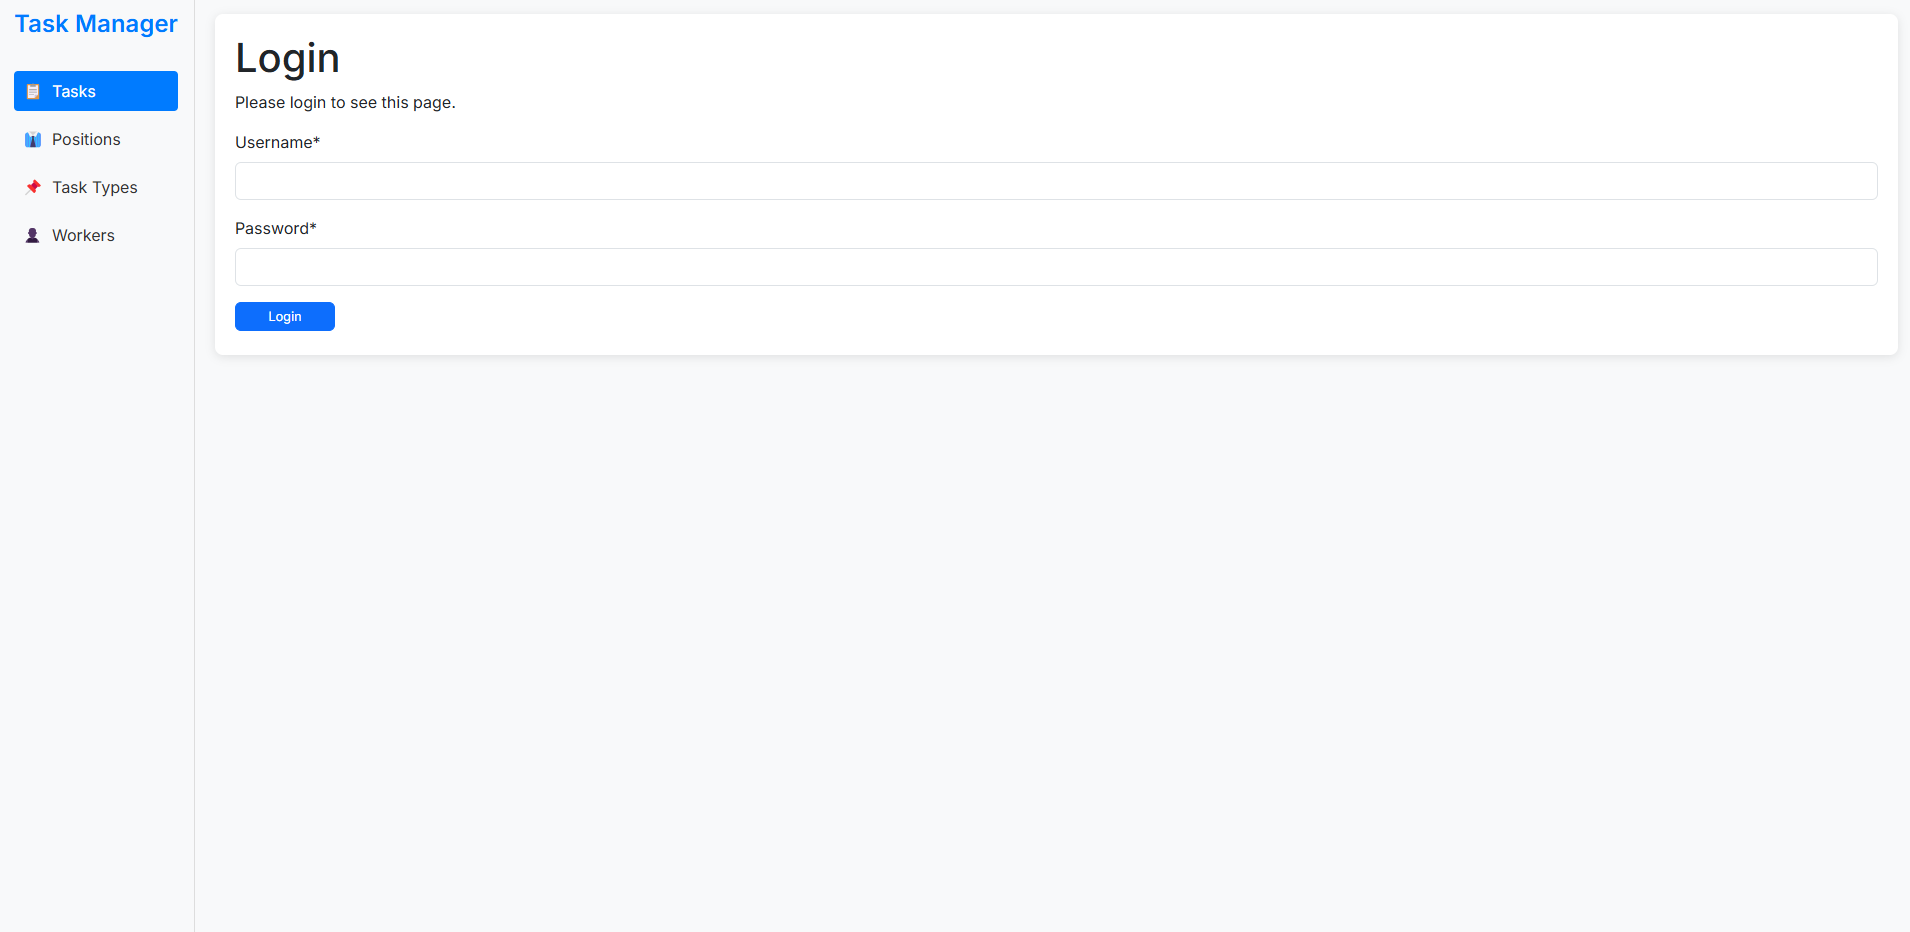 Task Manager
Tasks
Positions
Task Types
Workers
Login
Please login to see this page.
Username*
Password*
Login